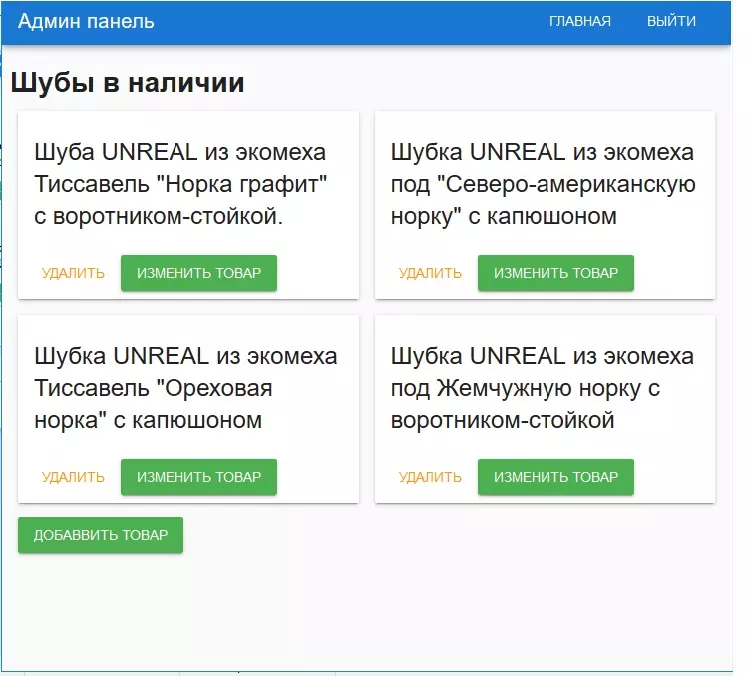 Админ панель ГЛАВНАЯ ВЫЙТИ
Шубы в наличии
Шуба UNREAL из экомеха
Тиссавель "Норка графит"
с воротником-стойкой.
УДАЛИТЬ ИЗМЕНИТЬ ТОВАР
Шубка UNREAL из экомеха
под "Северо-американскую
норку" с капюшоном
УДАЛИТЬ ИЗМЕНИТЬ ТОВАР
Шубка UNREAL из экомеха
Тиссавель "Ореховая
норка" с капюшоном
УДАЛИТЬ ИЗМЕНИТЬ ТОВАР
Шубка UNREAL из экомеха
под Жемчужную норку с
воротником-стойкой
УДАЛИТЬ ИЗМЕНИТЬ ТОВАР
ДОБАВВИТЬ ТОВАР